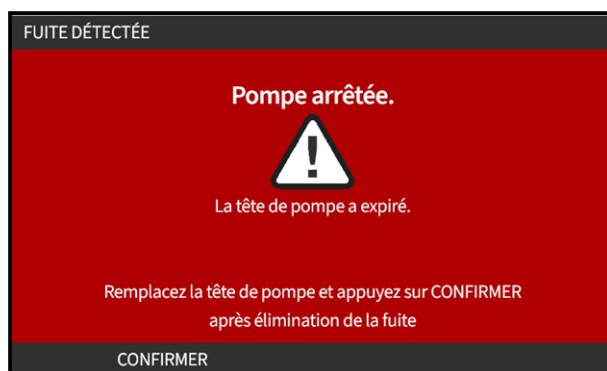 FUITE DÉTECTÉE
Pompe arrêtée.
!
La tête de pompe a expiré.
Remplacez la tête de pompe et appuyez sur CONFIRMER
après élimination de la fuite
CONFIRMER